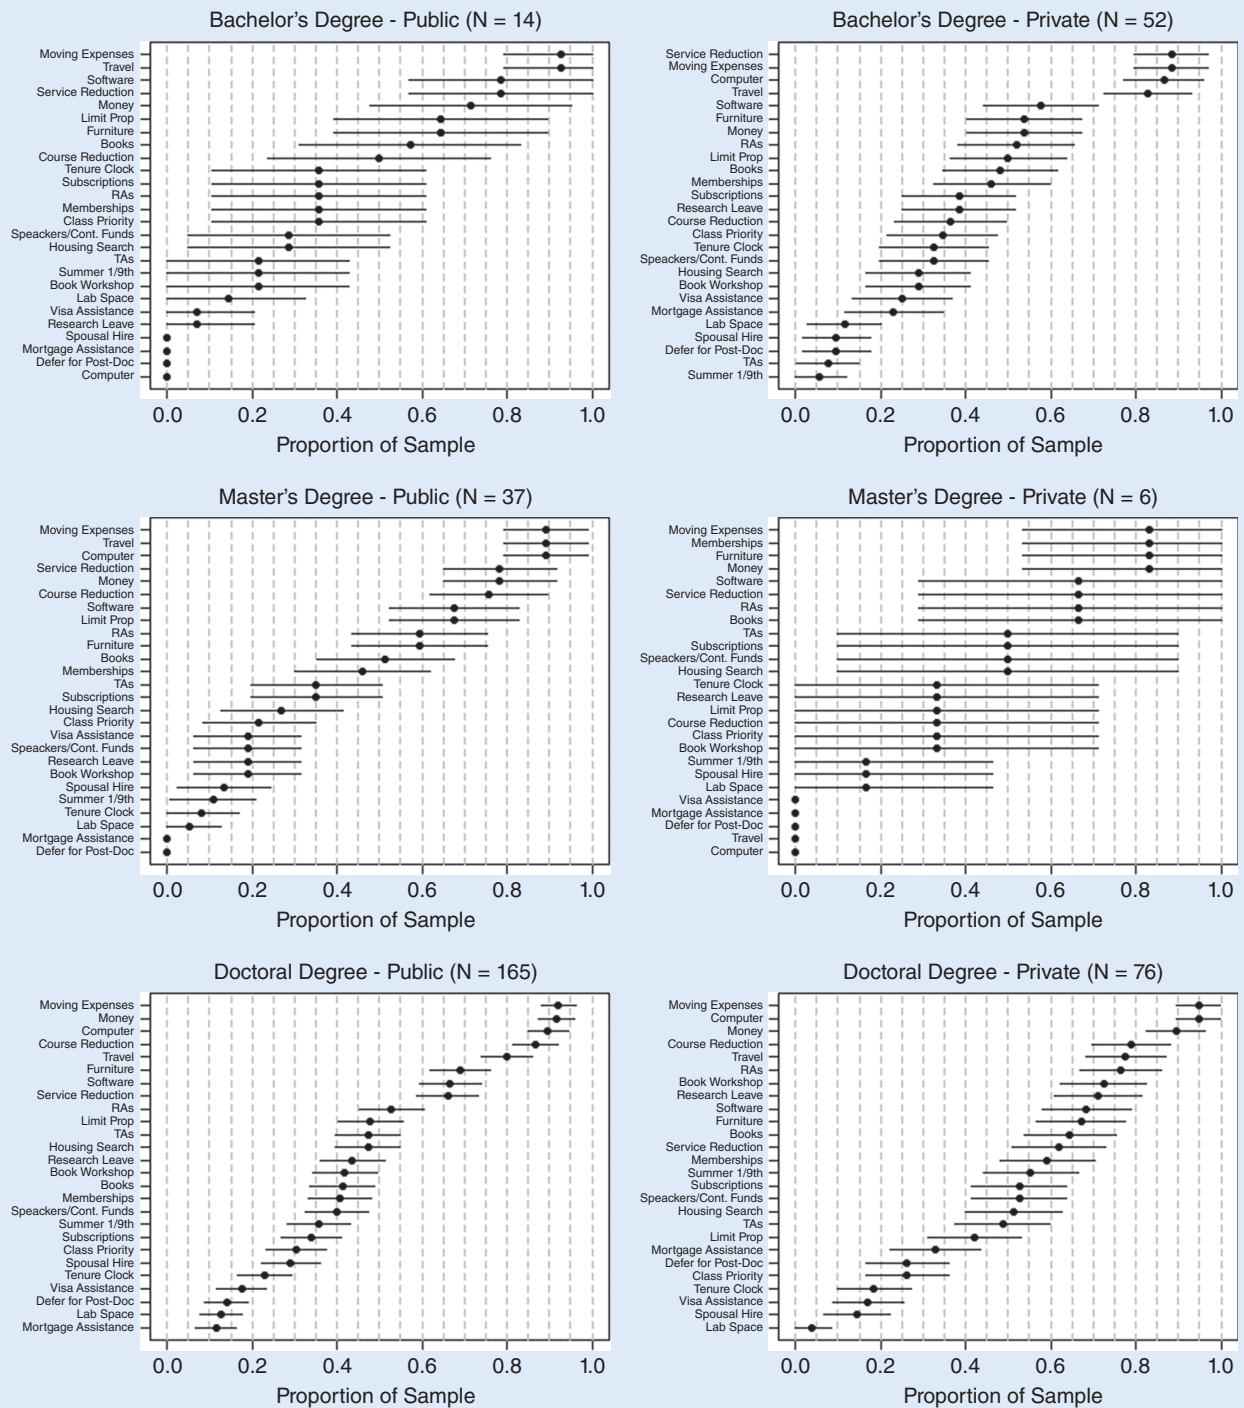 Bachelor’s Degree - Public (N = 14)
Moving Expenses
Travel
Software
Service Reduction
Money
Limit Prop
Furniture
Books
Course Reduction
Tenure Clock
Subscriptions
RAs
Memberships
Class Priority
Speackers/Cont. Funds
Housing Search
TAs
Summer 1/9th
Book Workshop
Lab Space
Visa Assistance
Research Leave
Spousal Hire
Mortgage Assistance
Defer for Post-Doc
Computer
0.0 0.2 0.4 0.6 0.8 1.0
Proportion of Sample
Bachelor’s Degree - Private (N = 52)
Service Reduction
Moving Expenses
Computer
Travel
Software
Furniture
Money
RAs
Limit Prop
Books
Memberships
Subscriptions
Research Leave
Course Reduction
Class Priority
Tenure Clock
Speackers/Cont. Funds
Housing Search
Book Workshop
Visa Assistance
Mortgage Assistance
Lab Space
Spousal Hire
Defer for Post-Doc
TAs
Summer 1/9th
0.0 0.2 0.4 0.6 0.8 1.0
Proportion of Sample
Master’s Degree - Public (N = 37)
Moving Expenses
Travel
Computer
Service Reduction
Money
Course Reduction
Software
Limit Prop
RAs
Furniture
Books
Memberships
TAs
Subscriptions
Housing Search
Class Priority
Visa Assistance
Speackers/Cont. Funds
Research Leave
Book Workshop
Spousal Hire
Summer 1/9th
Tenure Clock
Lab Space
Mortgage Assistance
Defer for Post-Doc
0.0 0.2 0.4 0.6 0.8 1.0
Proportion of Sample
Master’s Degree - Private (N = 6)
Moving Expenses
Memberships
Furniture
Money
Software
Service Reduction
RAs
Books
TAs
Subscriptions
Speackers/Cont. Funds
Housing Search
Tenure Clock
Research Leave
Limit Prop
Course Reduction
Class Priority
Book Workshop
Summer 1/9th
Spousal Hire
Lab Space
Visa Assistance
Mortgage Assistance
Defer for Post-Doc
Travel
Computer
0.0 0.2 0.4 0.6 0.8 1.0
Proportion of Sample
Doctoral Degree - Public (N = 165)
Moving Expenses
Money
Computer
Course Reduction
Travel
Furniture
Software
Service Reduction
RAs
Limit Prop
TAs
Housing Search
Research Leave
Book Workshop
Books
Memberships
Speackers/Cont. Funds
Summer 1/9th
Subscriptions
Class Priority
Spousal Hire
Tenure Clock
Visa Assistance
Defer for Post-Doc
Lab Space
Mortgage Assistance
0.0 0.2 0.4 0.6 0.8 1.0
Proportion of Sample
Doctoral Degree - Private (N = 76)
Moving Expenses
Computer
Money
Course Reduction
Travel
RAs
Book Workshop
Research Leave
Software
Furniture
Books
Service Reduction
Memberships
Summer 1/9th
Subscriptions
Speackers/Cont. Funds
Housing Search
TAs
Limit Prop
Mortgage Assistance
Defer for Post-Doc
Class Priority
Tenure Clock
Visa Assistance
Spousal Hire
Lab Space
0.0 0.2 0.4 0.6 0.8 1.0
Proportion of Sample